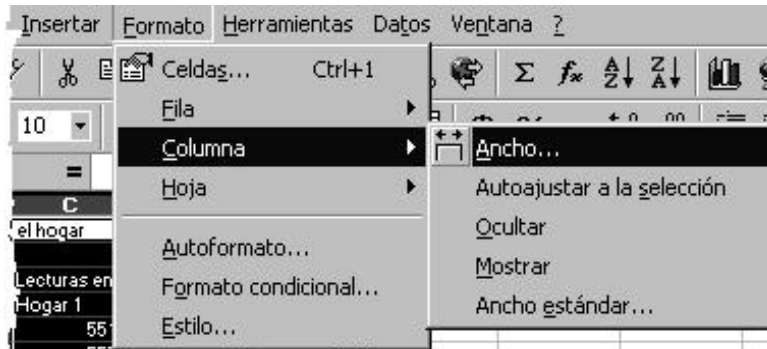 Insertar Formato Herramientas Datos Ventana ?
Celdas... Ctrl+1
Fila
10
Columna
Ancho...
=
Hoja
Autoajustar a la selección
C
el hogar
Ocultar
Autoformato...
Mostrar
Lecturas en
Formato condicional...
Hogar 1
Ancho estándar...
Estilo...